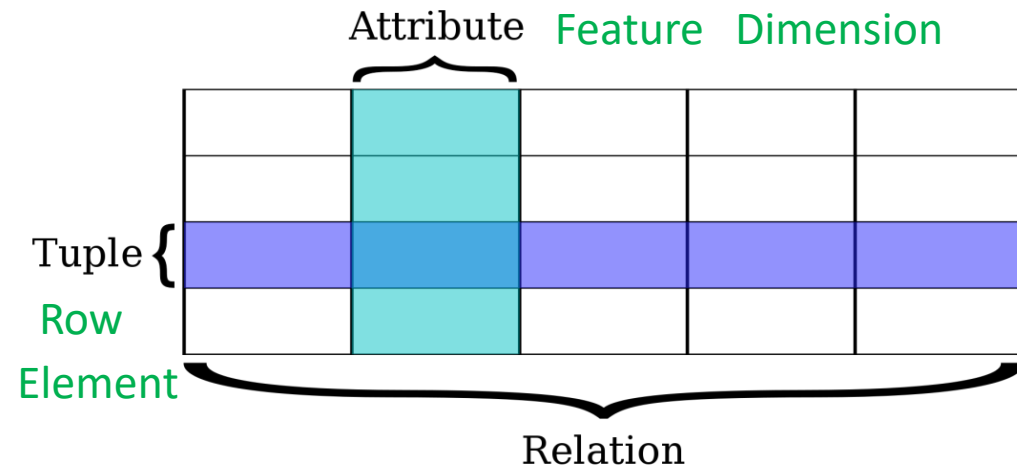 Attribute Feature Dimension
Tuple
Row
Element
Relation